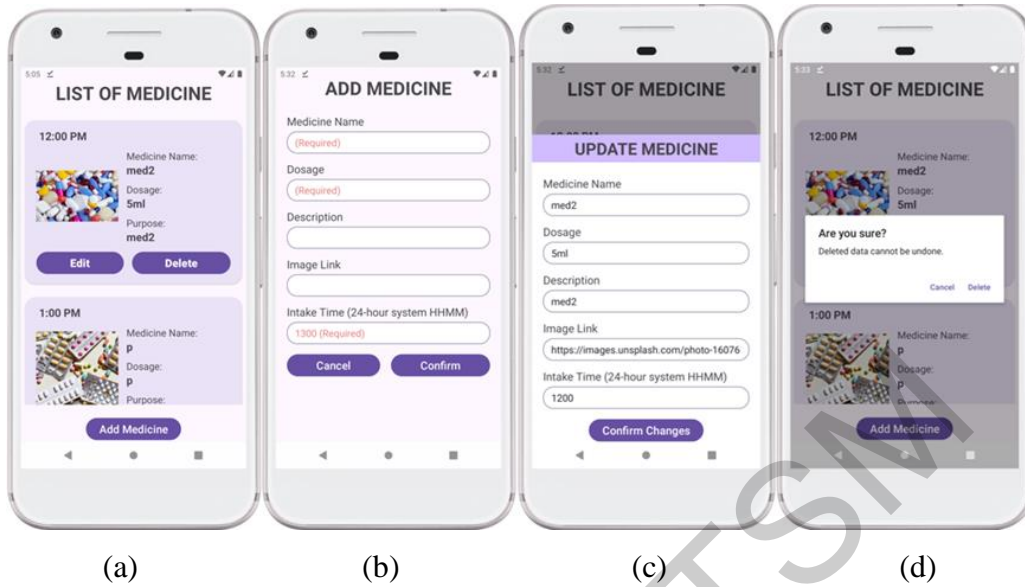 5:05
LIST OF MEDICINE
12:00 PM
Medicine Name:
med2
Dosage:
5ml
Purpose:
med2
Edit
Delete
1:00 PM
Medicine Name:
p
Dosage:
p
Purpose:
Add Medicine
(a)
5:32
ADD MEDICINE
Medicine Name
(Required)
Dosage
(Required)
Description
Image Link
Intake Time (24-hour system HHMM)
1300 (Required)
Cancel
Confirm
(b)
5:32
LIST OF MEDICINE
12:00 PM
UPDATE MEDICINE
Medicine Name
med2
Dosage
5ml
Description
med2
Image Link
https://images.unsplash.com/photo-16076
Intake Time (24-hour system HHMM)
1200
Confirm Changes
(c)
5:33
LIST OF MEDICINE
12:00 PM
Medicine Name:
med2
Dosage:
5ml
Are you sure?
Deleted data cannot be undone.
Cancel
Delete
1:00 PM
Medicine Name:
p
Dosage:
p
Purpose:
Add Medicine
(d)
TSM